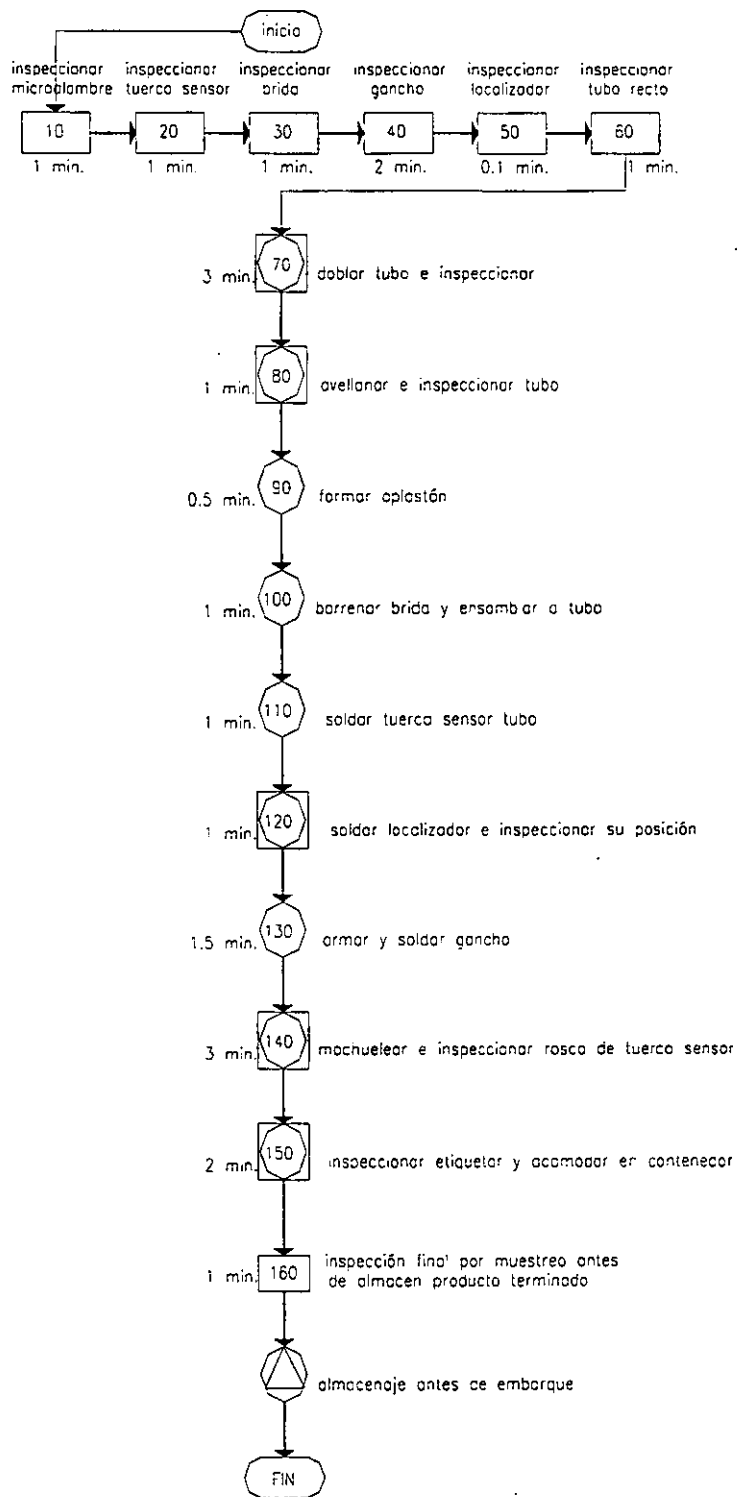 inicio
inspeccionar inspeccionar inspeccionar inspeccionar inspeccionar inspeccionar
microalambre tuerca sensor brida gancho localizador tubo recto
10 20 30 40 50 60
1 min. 1 min. 1 min. 2 min. 0.1 min. 1 min.
70
3 min. doblar tubo e inspeccionar
80
1 min. avellanar e inspeccionar tubo
90
0.5 min. formar aplastón
100
1 min. barrenar brida y ensamblar a tubo
110
1 min. soldar tuerca sensor tubo
120
1 min. soldar localizador e inspeccionar su posición
130
1.5 min. armar y soldar gancho
140
3 min. machuelear e inspeccionar rosca de tuerca sensor
150
2 min. inspeccionar etiquetar y acomodar en contenedor
160
1 min. inspección final por muestreo antes
de almacen producto terminado
almacenaje antes de embarque
FIN